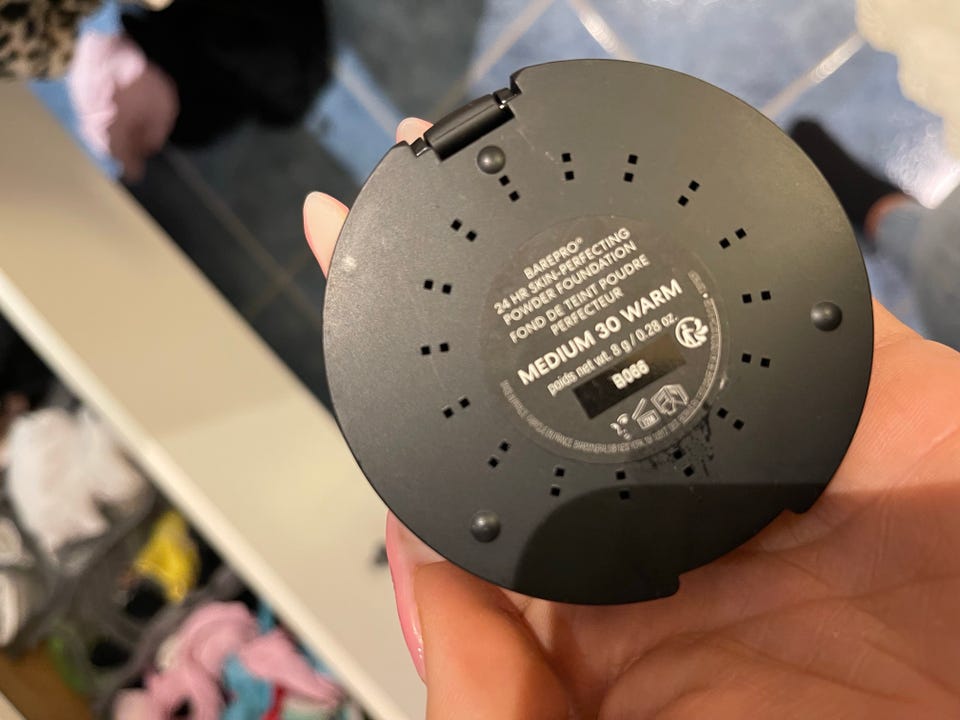 BAREPRO®
24 HR SKIN-PERFECTING
POWDER FOUNDATION
FOND DE TEINT POUDRE
PERFECTEUR
MEDIUM 30 WARM
poids net wt. 8 g / 0.28 oz.
B066